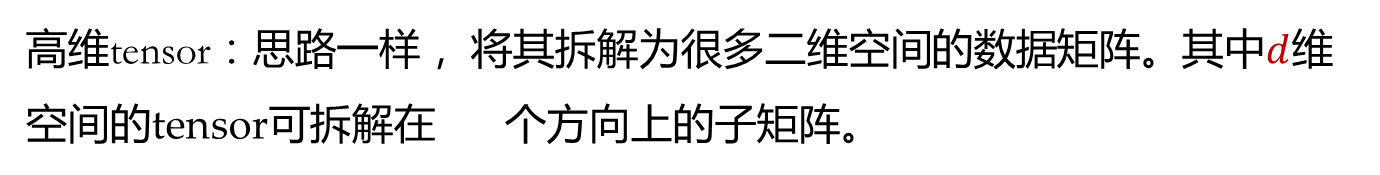 高维tensor：思路一样，将其拆解为很多二维空间的数据矩阵。其中d维
空间的tensor可拆解在 个方向上的子矩阵。